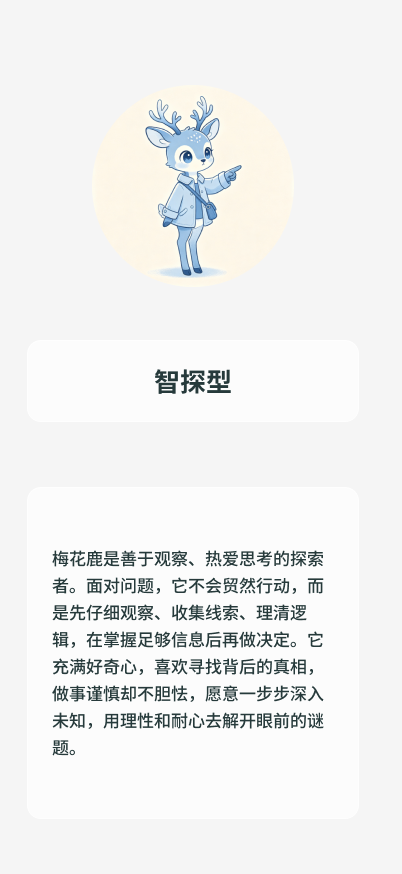 智探型
梅花鹿是善于观察、热爱思考的探索
者。面对问题，它不会贸然行动，而
是先仔细观察、收集线索、理清逻
辑，在掌握足够信息后再做决定。它
充满好奇心，喜欢寻找背后的真相，
做事谨慎却不胆怯，愿意一步步深入
未知，用理性和耐心去解开眼前的谜
题。